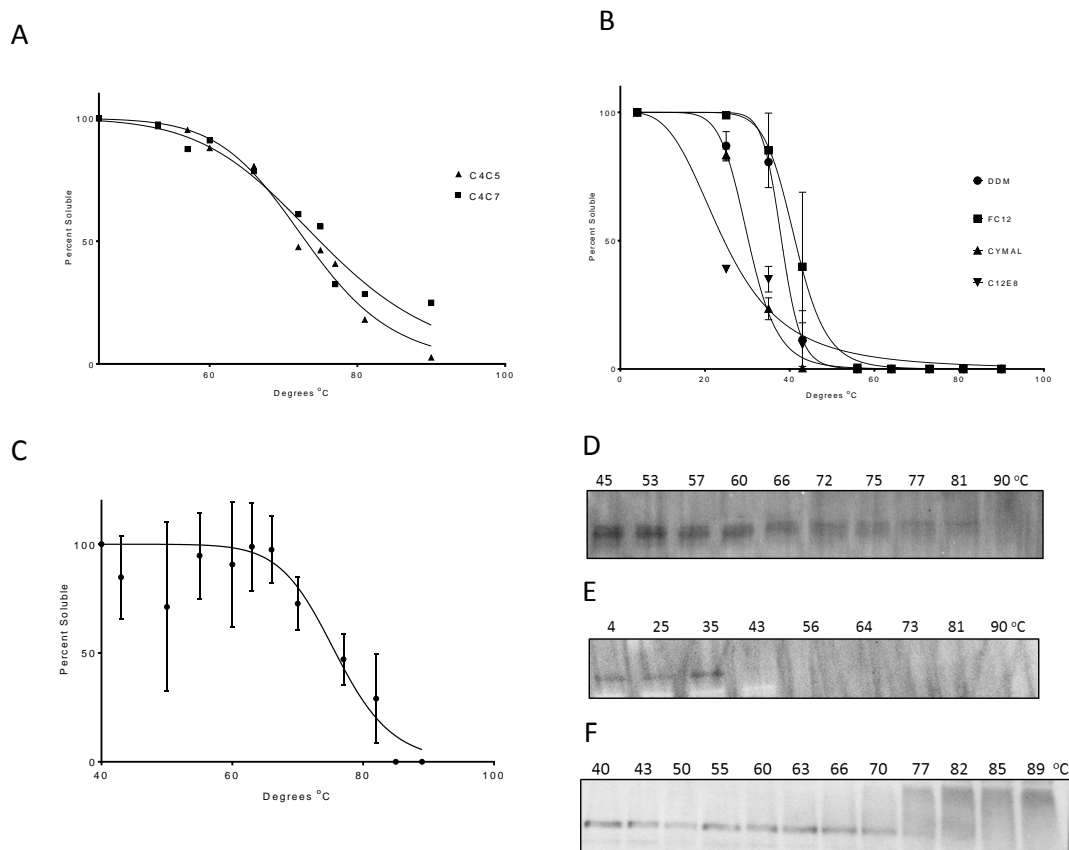 A
Percent Soluble
100
50
0
60
80
100
Degrees °C
C4C5
C4C7
B
Percent Soluble
100
50
0
0
20
40
60
80
100
Degrees °C
DDM
FC12
CYMAL
C12E8
C
Percent Soluble
100
50
0
40
60
80
100
Degrees °C
D
45 53 57 60 66 72 75 77 81 90 °C
E
4 25 35 43 56 64 73 81 90 °C
F
40 43 50 55 60 63 66 70 77 82 85 89 °C